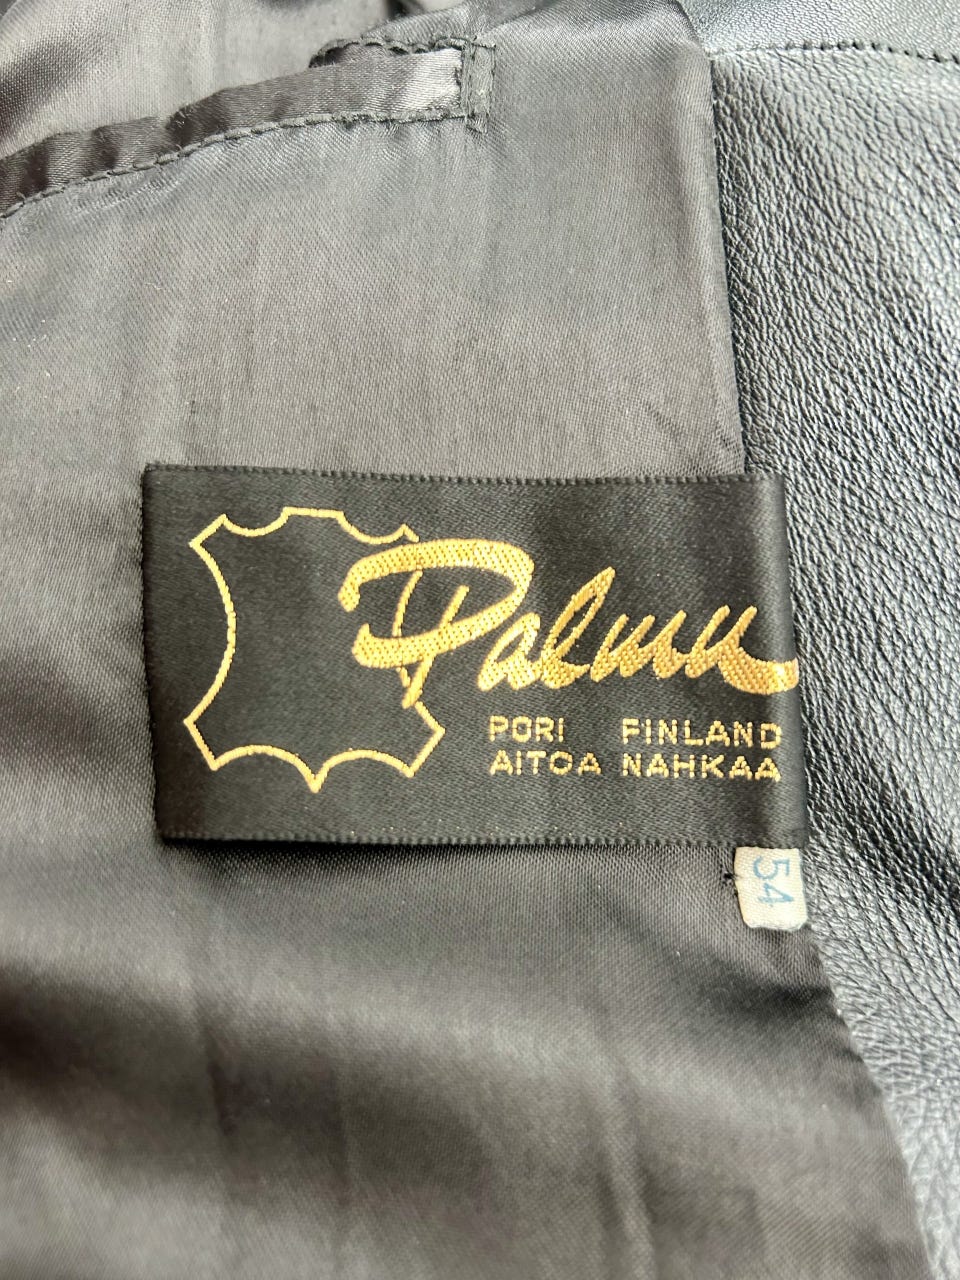 Palmu
PORI FINLAND
AITOA NAHKAA
54